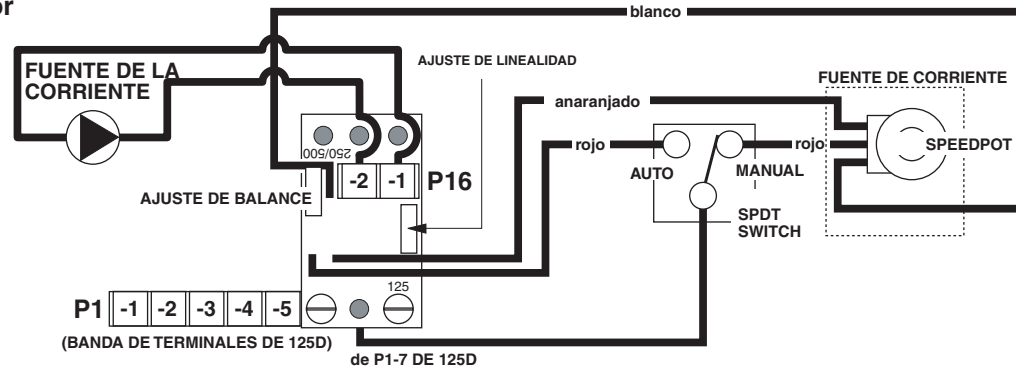 or
blanco
FUENTE DE LA
CORRIENTE
AJUSTE DE LINEALIDAD
FUENTE DE CORRIENTE
anaranjado
250/500
rojo
rojo
SPEEDPOT
AUTO
MANUAL
-2
-1
P16
AJUSTE DE BALANCE
SPDT
SWITCH
125
P1
-1
-2
-3
-4
-5
(BANDA DE TERMINALES DE 125D)
de P1-7 DE 125D